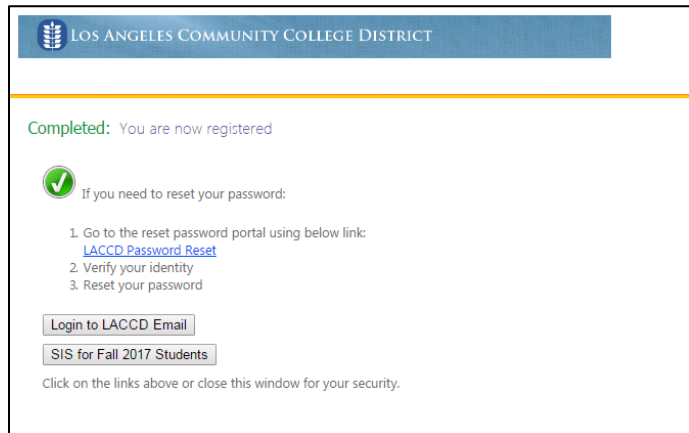 LOS ANGELES COMMUNITY COLLEGE DISTRICT
Completed: You are now registered
If you need to reset your password:
1. Go to the reset password portal using below link:
LACCD Password Reset
2. Verify your identity
3. Reset your password
Login to LACCD Email
SIS for Fall 2017 Students
Click on the links above or close this window for your security.